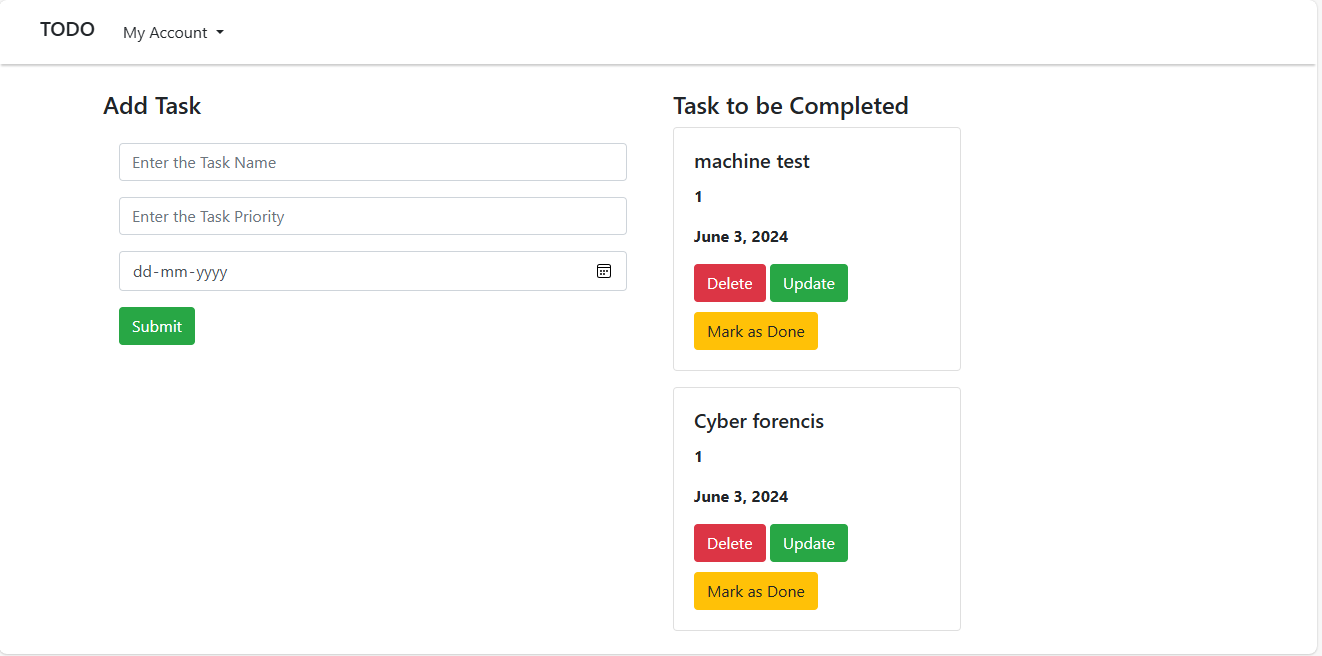 TODO My Account
Add Task
Enter the Task Name
Enter the Task Priority
dd-mm-yyyy
Submit
Task to be Completed
machine test
1
June 3, 2024
Delete Update
Mark as Done
Cyber forencis
1
June 3, 2024
Delete Update
Mark as Done